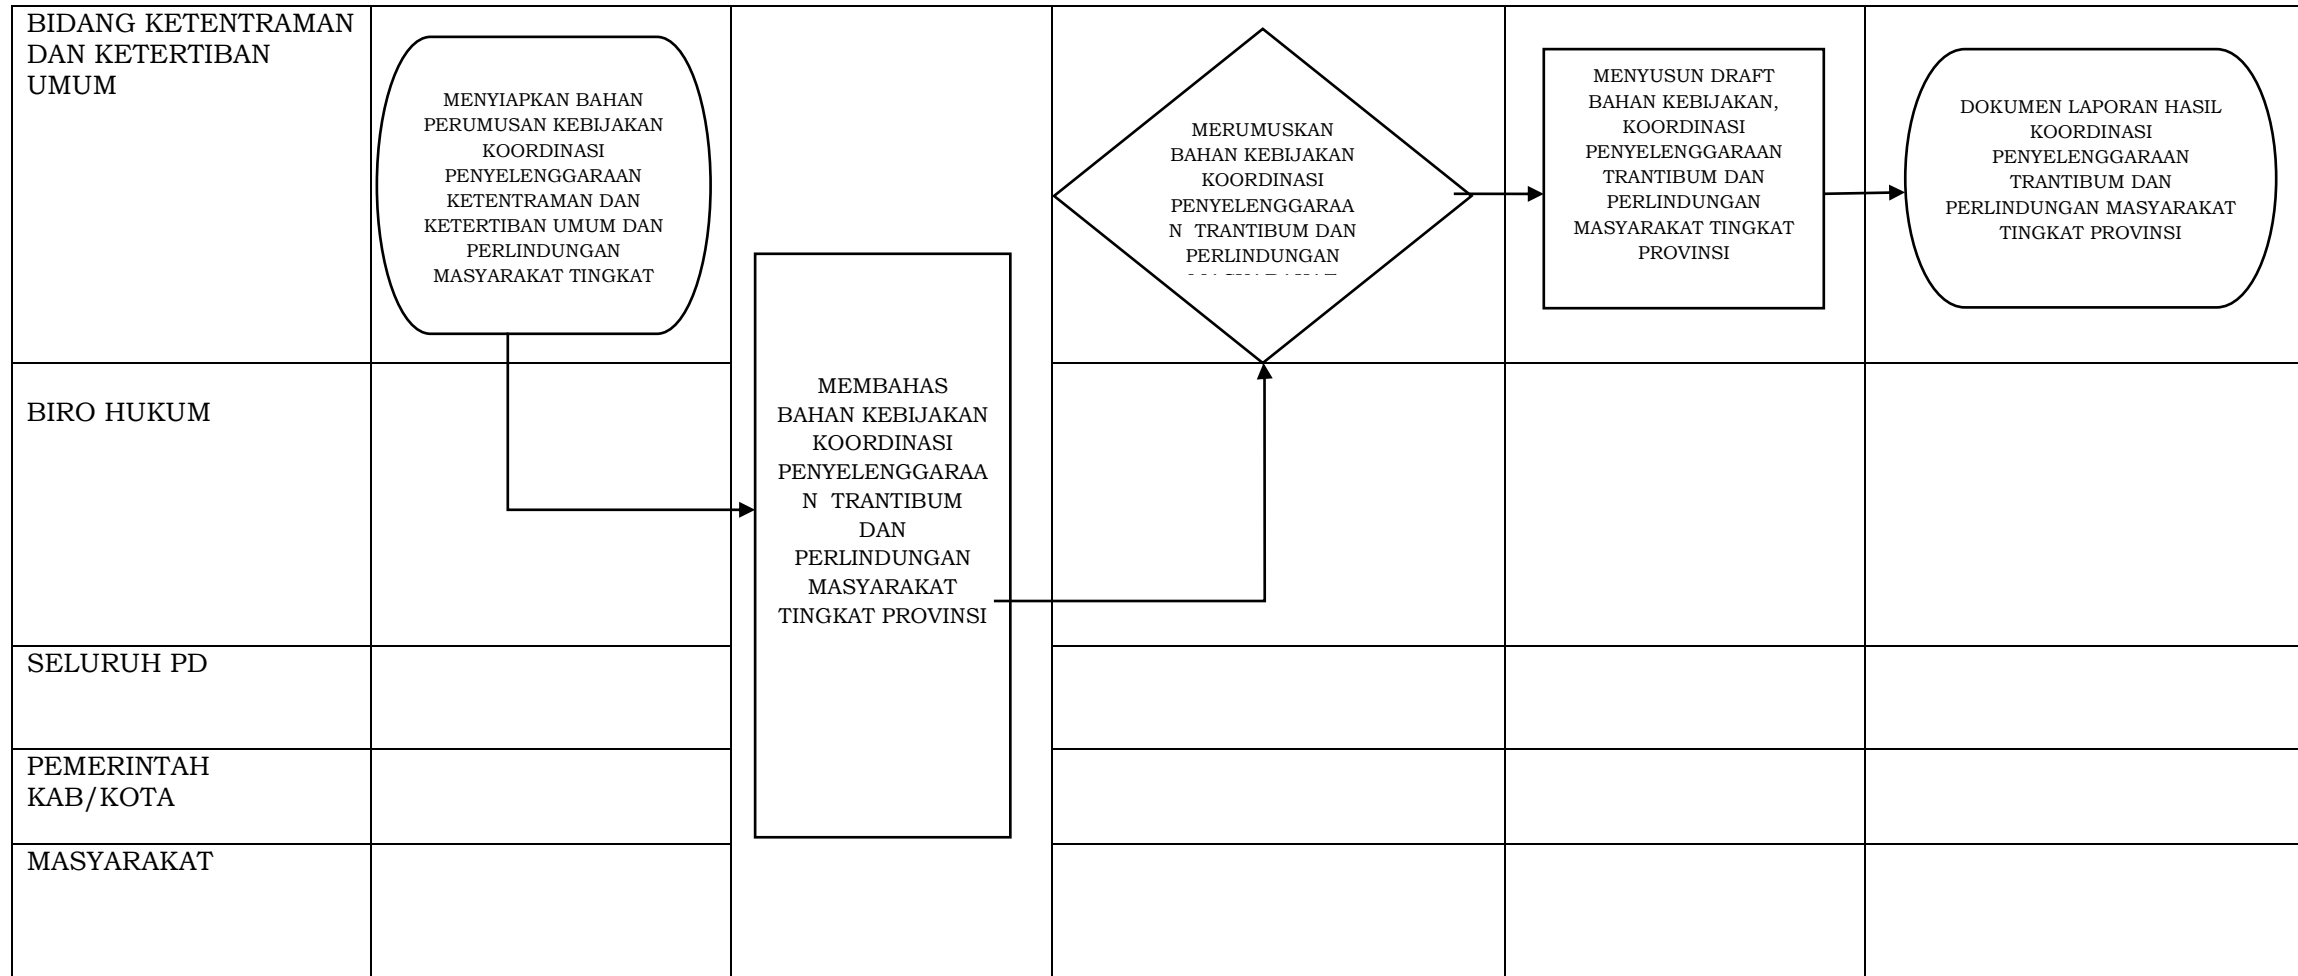 BIDANG KETENTRAMAN
DAN KETERTIBAN
UMUM
MENYIAPKAN BAHAN
PERUMUSAN KEBIJAKAN
KOORDINASI
PENYELENGGARAAN
KETENTRAMAN DAN
KETERTIBAN UMUM DAN
PERLINDUNGAN
MASYARAKAT TINGKAT
MEMBAHAS
BAHAN KEBIJAKAN
KOORDINASI
PENYELENGGARAA
N TRANTIBUM
DAN
PERLINDUNGAN
MASYARAKAT
TINGKAT PROVINSI
MERUMUSKAN
BAHAN KEBIJAKAN
KOORDINASI
PENYELENGGARAA
N TRANTIBUM DAN
PERLINDUNGAN
MENYUSUN DRAFT
BAHAN KEBIJAKAN,
KOORDINASI
PENYELENGGARAAN
TRANTIBUM DAN
PERLINDUNGAN
MASYARAKAT TINGKAT
PROVINSI
DOKUMEN LAPORAN HASIL
KOORDINASI
PENYELENGGARAAN
TRANTIBUM DAN
PERLINDUNGAN MASYARAKAT
TINGKAT PROVINSI
BIRO HUKUM
SELURUH PD
PEMERINTAH
KAB/KOTA
MASYARAKAT